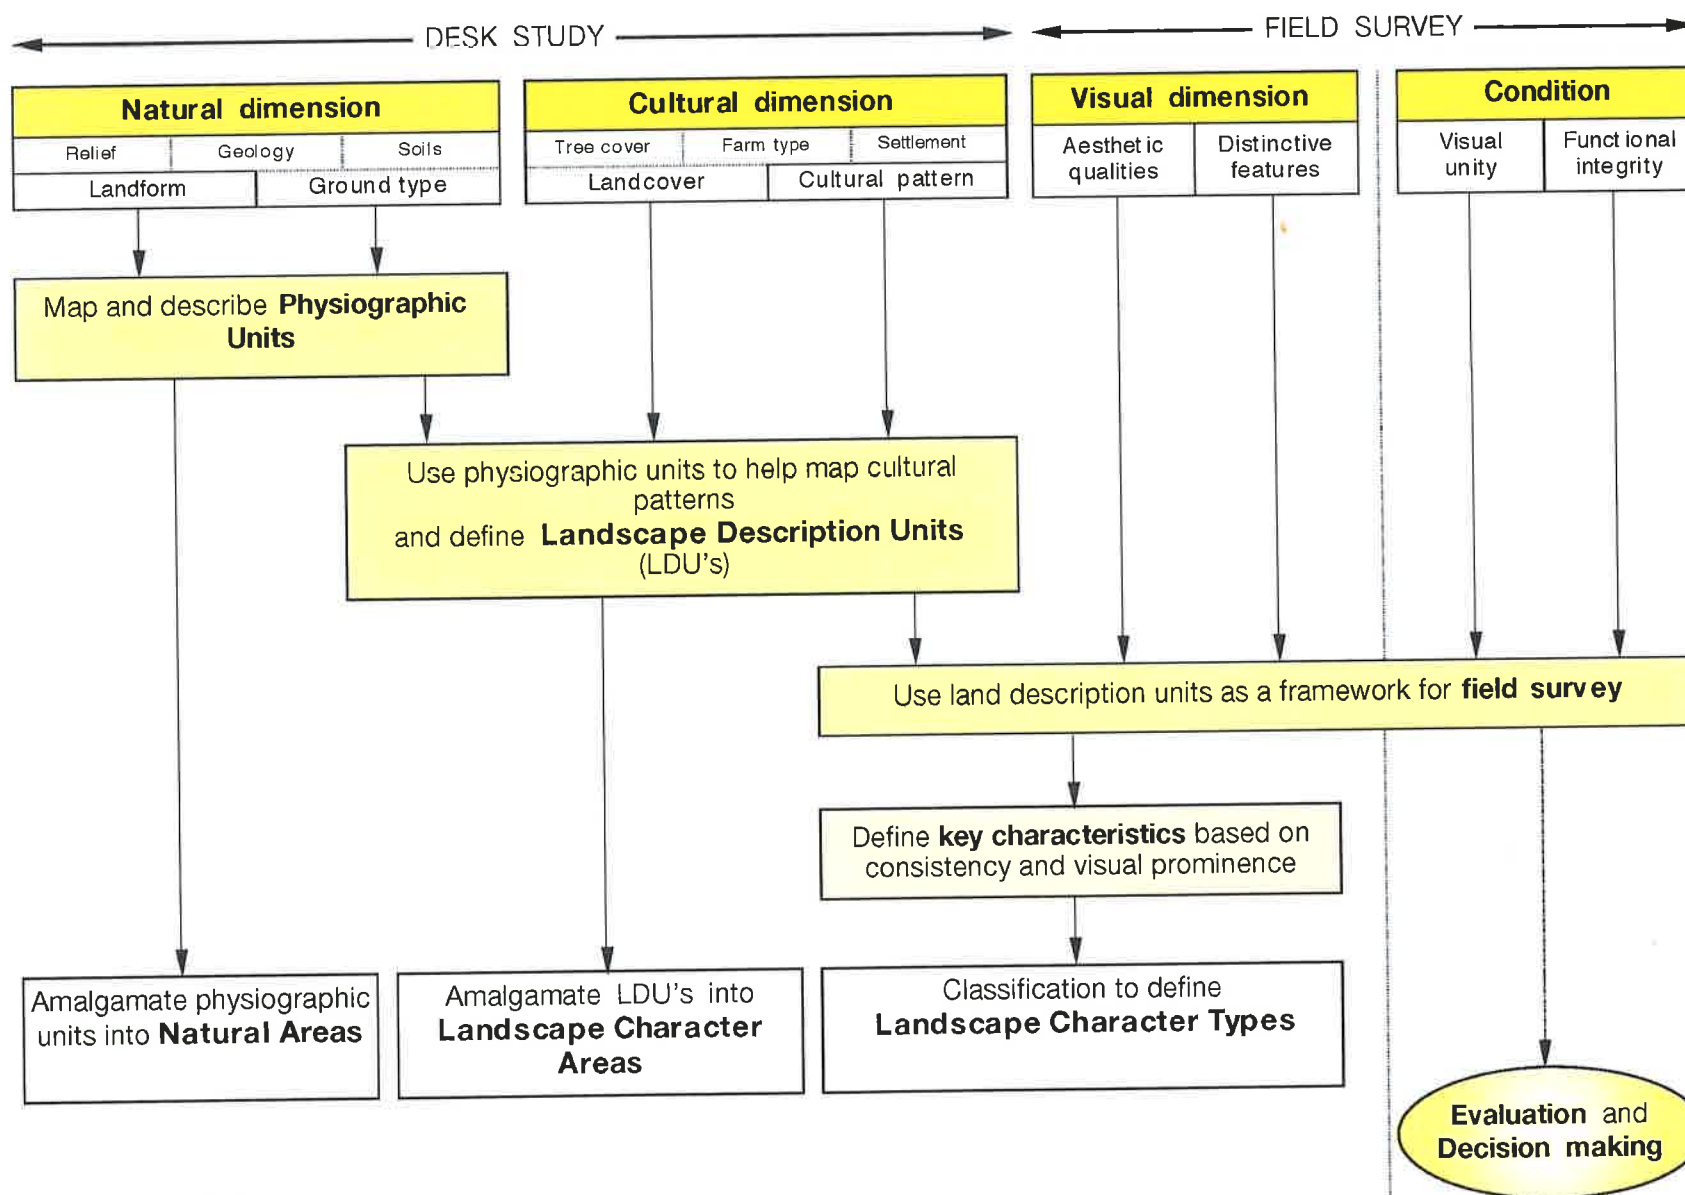 DESK STUDY
FIELD SURVEY
Natural dimension
Relief
Geology
Soils
Landform
Ground type
Cultural dimension
Tree cover
Farm type
Settlement
Landcover
Cultural pattern
Visual dimension
Aesthetic
qualities
Distinctive
features
Condition
Visual
unity
Functional
integrity
Map and describe Physiographic
Units
Use physiographic units to help map cultural
patterns
and define Landscape Description Units
(LDU's)
Use land description units as a framework for field survey
Define key characteristics based on
consistency and visual prominence
Amalgamate physiographic
units into Natural Areas
Amalgamate LDU's into
Landscape Character
Areas
Classification to define
Landscape Character Types
Evaluation and
Decision making